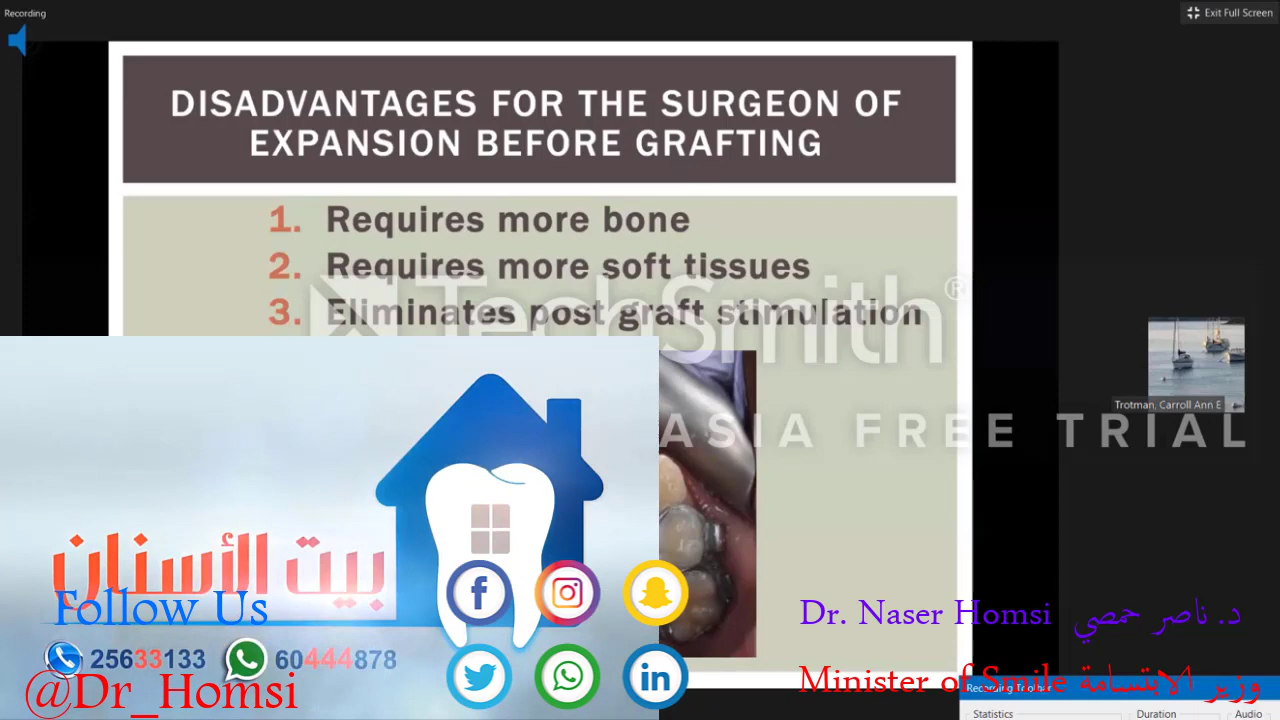 Recording
Exit Full Screen
DISADVANTAGES FOR THE SURGEON OF
EXPANSION BEFORE GRAFTING
1. Requires more bone
2. Requires more soft tissues
3. Eliminates post graft stimulation
TechSmith®
ASIA FREE TRIAL
Trotman, Carroll Ann E
بيت الأسنان
Follow Us
25633133
60444878
@Dr_Homsi
Dr. Naser Homsi د. ناصر حمصي
Minister of Smile وزير الابتسامة
Recording Toolbar
Statistics
Duration
Audio